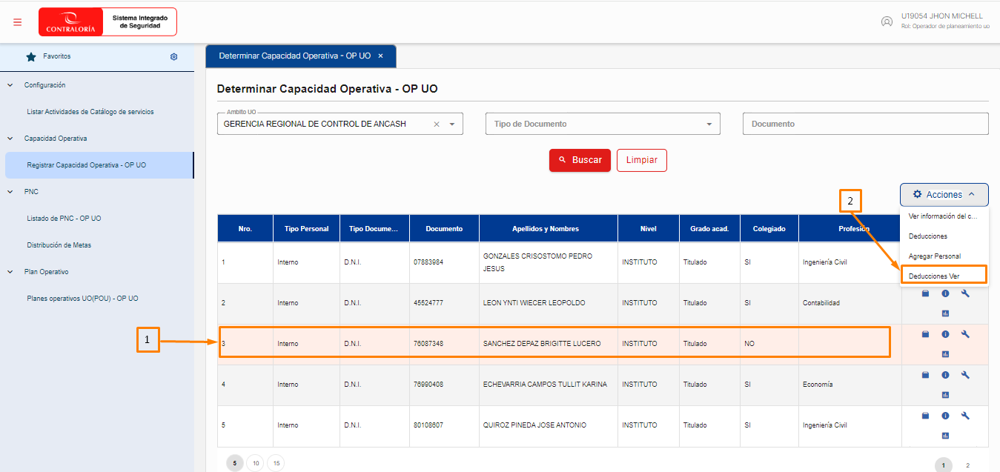 CONTRALORÍA
Sistema Integrado
de Seguridad
U19054 JHON MICHELL
Rol: Operador de planeamiento uo
Favoritos
Configuración
Listar Actividades de Catálogo de servicios
Capacidad Operativa
Registrar Capacidad Operativa - OP UO
PNC
Listado de PNC - OP UO
Distribución de Metas
Plan Operativo
Planes operativos UO(POU) - OP UO
Determinar Capacidad Operativa - OP UO ×
Determinar Capacidad Operativa - OP UO
Ambito UO
GERENCIA REGIONAL DE CONTROL DE ANCASH ×
Tipo de Documento
Documento
Buscar
Limpiar
Acciones
Ver información del c...
Deducciones
Agregar Personal
Deducciones Ver
2
1
Nro. Tipo Personal Tipo Docume... Documento Apellidos y Nombres Nivel Grado acad. Colegiado Profesión
1 Interno D.N.I. 07883984 GONZALES CRISOSTOMO PEDRO JESUS INSTITUTO Titulado SI Ingeniería Civil
2 Interno D.N.I. 45524777 LEON YNTI WIECER LEOPOLDO INSTITUTO Titulado SI Contabilidad
3 Interno D.N.I. 76087348 SANCHEZ DEPAZ BRIGITTE LUCERO INSTITUTO Titulado NO
4 Interno D.N.I. 76990408 ECHEVARRIA CAMPOS TULLIT KARINA INSTITUTO Titulado SI Economía
5 Interno D.N.I. 80108607 QUIROZ PINEDA JOSE ANTONIO INSTITUTO Titulado SI Ingeniería Civil
5 10 15
1 2